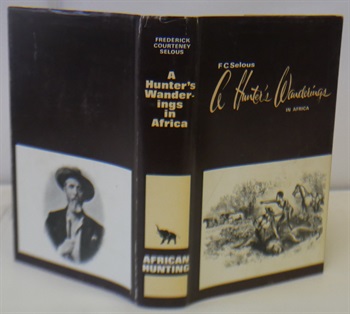 FREDERICK
COURTENEY
SELOUS
A
Hunter's
Wander-
ings
in
Africa
AFRICAN
HUNTING
F C Selous
A Hunter's Wanderings
IN AFRICA